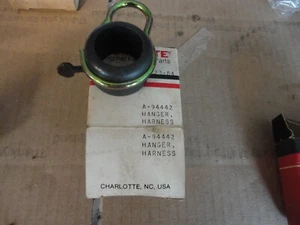 A-94442
HANGER,
HARNESS
A-94442
HANGER,
HARNESS
CHARLOTTE, NC, USA